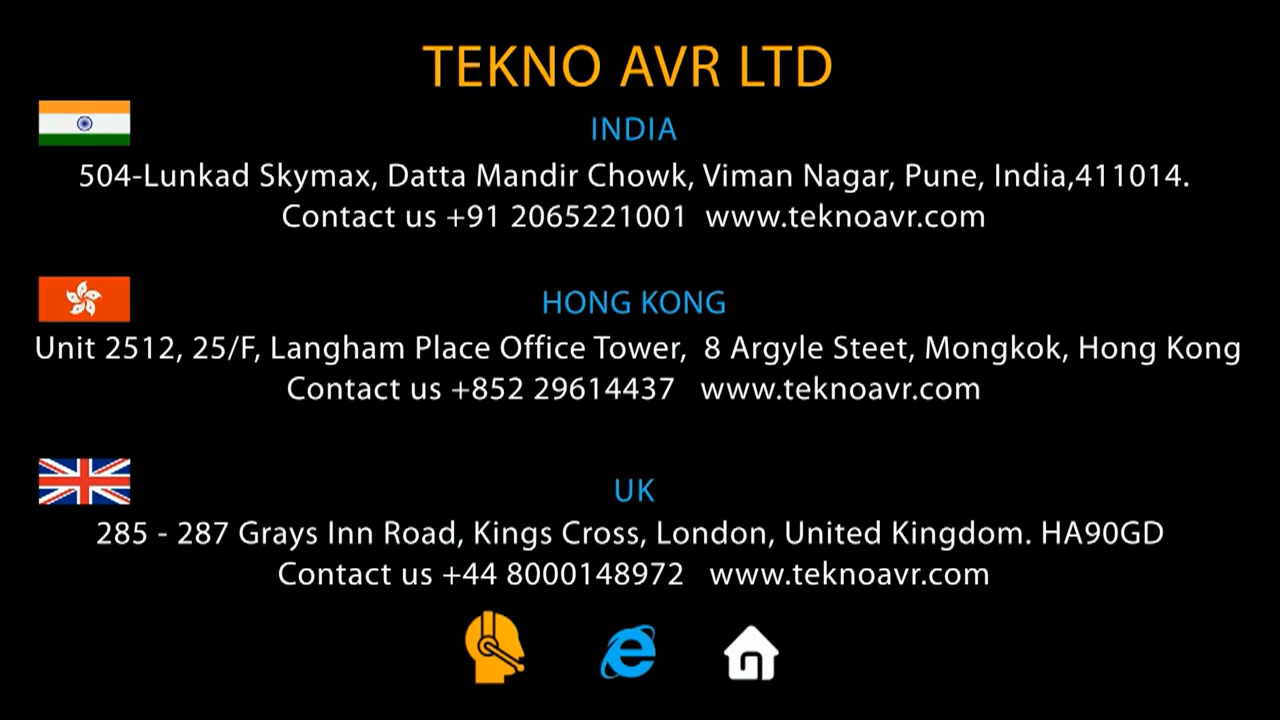 TEKNO AVR LTD
INDIA
504-Lunkad Skymax, Datta Mandir Chowk, Viman Nagar, Pune, India,411014.
Contact us +91 2065221001 www.teknoavr.com
HONG KONG
Unit 2512, 25/F, Langham Place Office Tower, 8 Argyle Steet, Mongkok, Hong Kong
Contact us +852 29614437 www.teknoavr.com
UK
285 - 287 Grays Inn Road, Kings Cross, London, United Kingdom. HA90GD
Contact us +44 8000148972 www.teknoavr.com